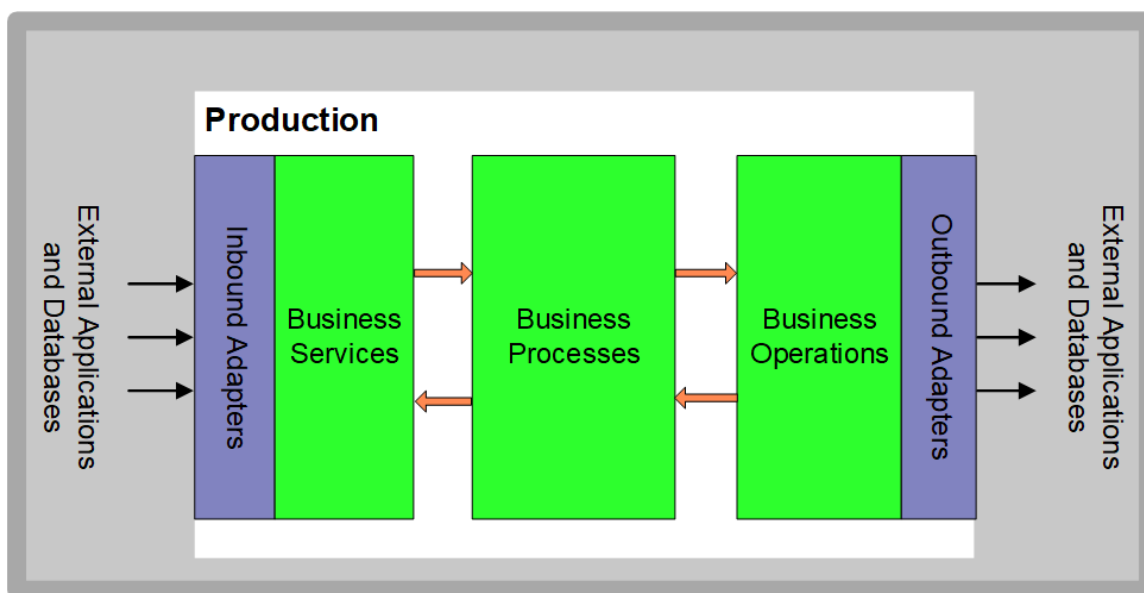 Production
External Applications
and Databases
Inbound Adapters
Business
Services
Business
Processes
Business
Operations
Outbound Adapters
External Applications
and Databases